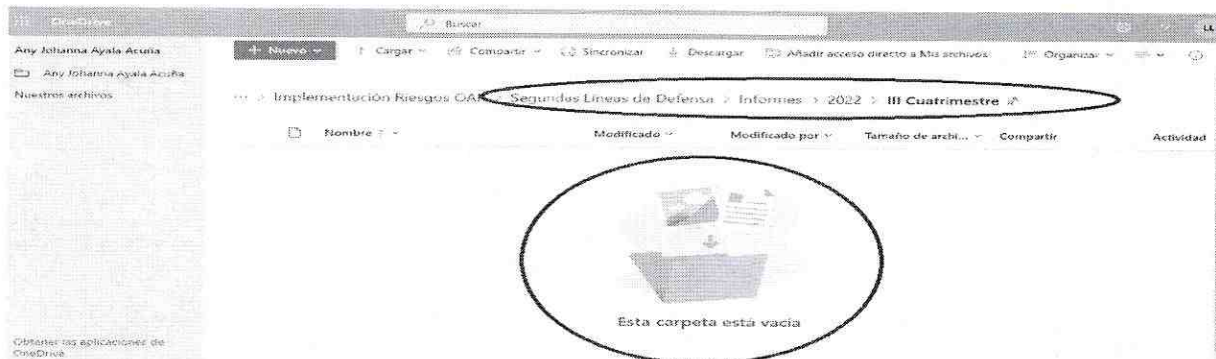 OneDrive
Buscar
LL
Any Johanna Ayala Acuña
+ Nuevo
Cargar
Compartir
Sincronizar
Descargar
Añadir acceso directo a Mis archivos
Organizar
Any Johanna Ayala Acuña
Nuestros archivos
... > Implementación Riesgos > Segundas Líneas de Defensa > Informes > 2022 > III Cuatrimestre
Nombre
Modificado
Modificado por
Tamaño de archi...
Compartir
Actividad
Esta carpeta está vacía
Obtener las aplicaciones de
OneDrive